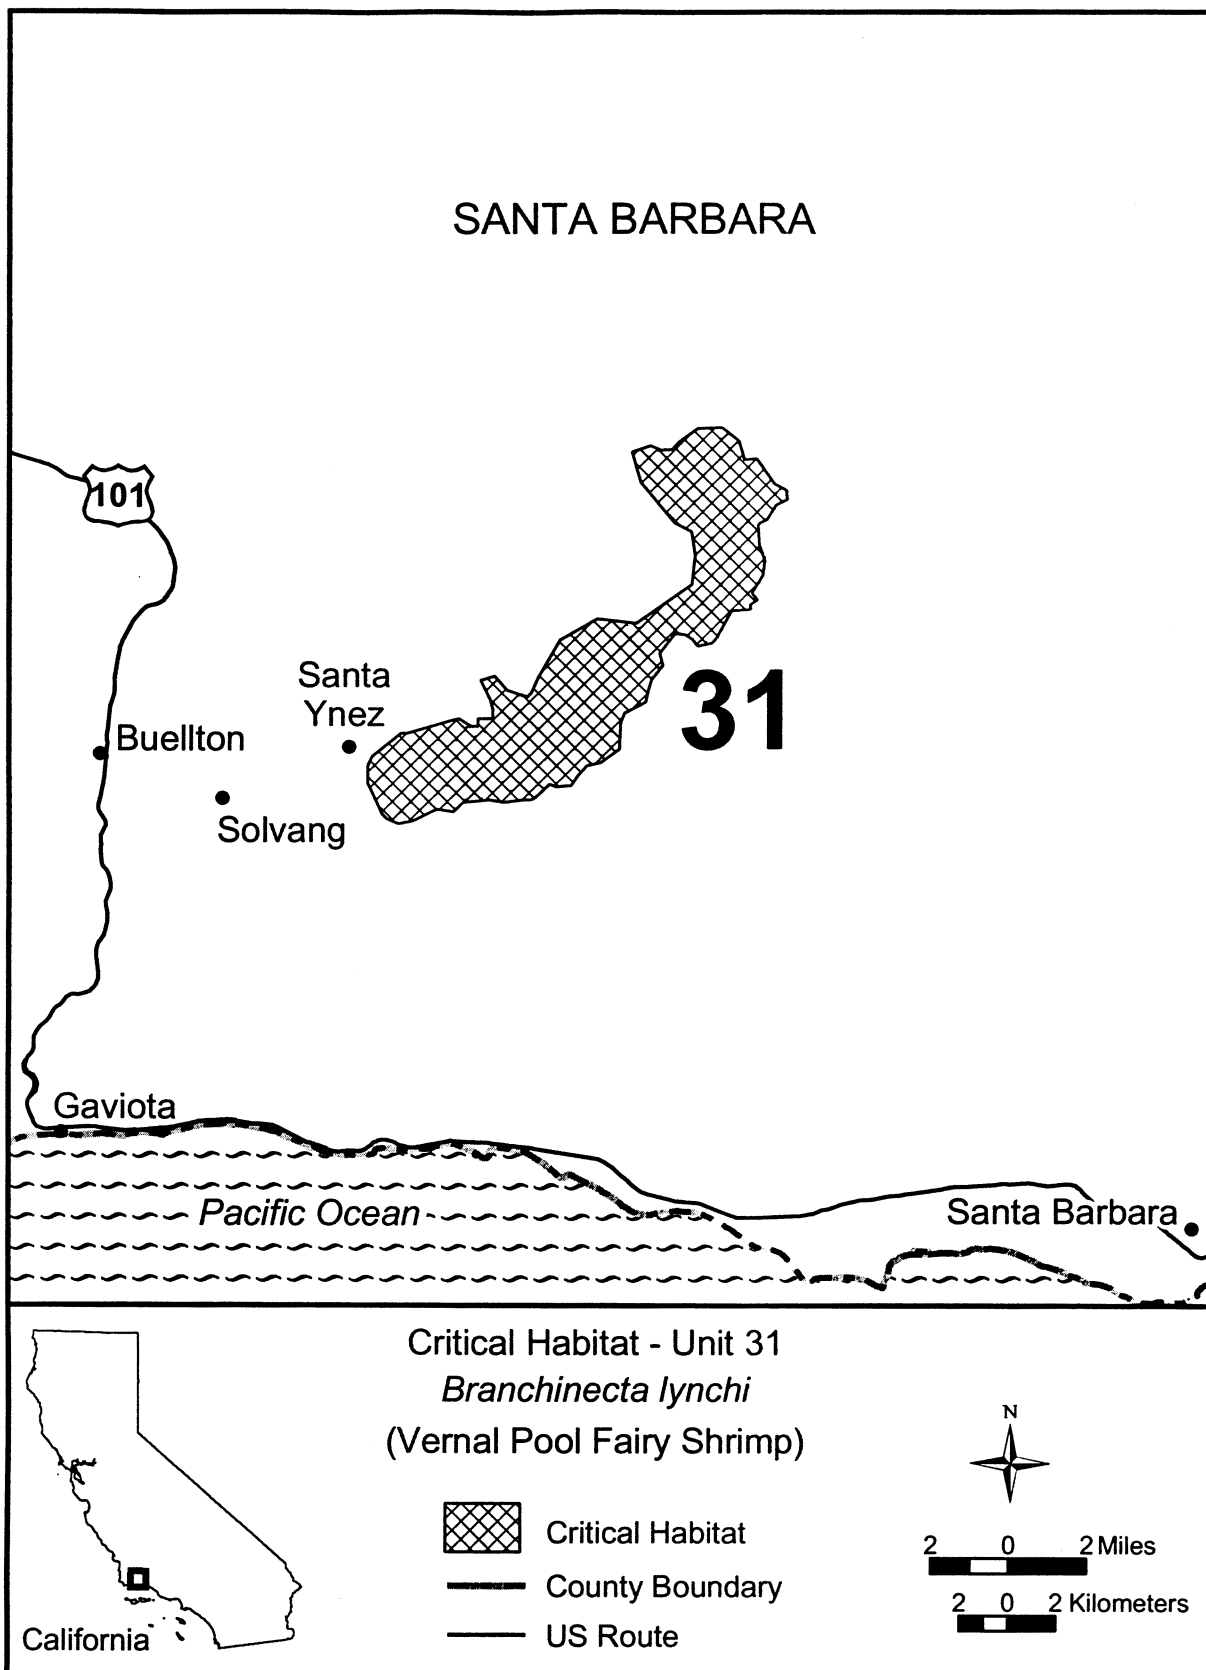 SANTA BARBARA
101
Santa
Ynez
31
Buellton
Solvang
Gaviota
Pacific Ocean
Santa Barbara
Critical Habitat - Unit 31
Branchinecta lynchi
(Vernal Pool Fairy Shrimp)
N
Critical Habitat
County Boundary
US Route
2 0 2 Miles
2 0 2 Kilometers
California